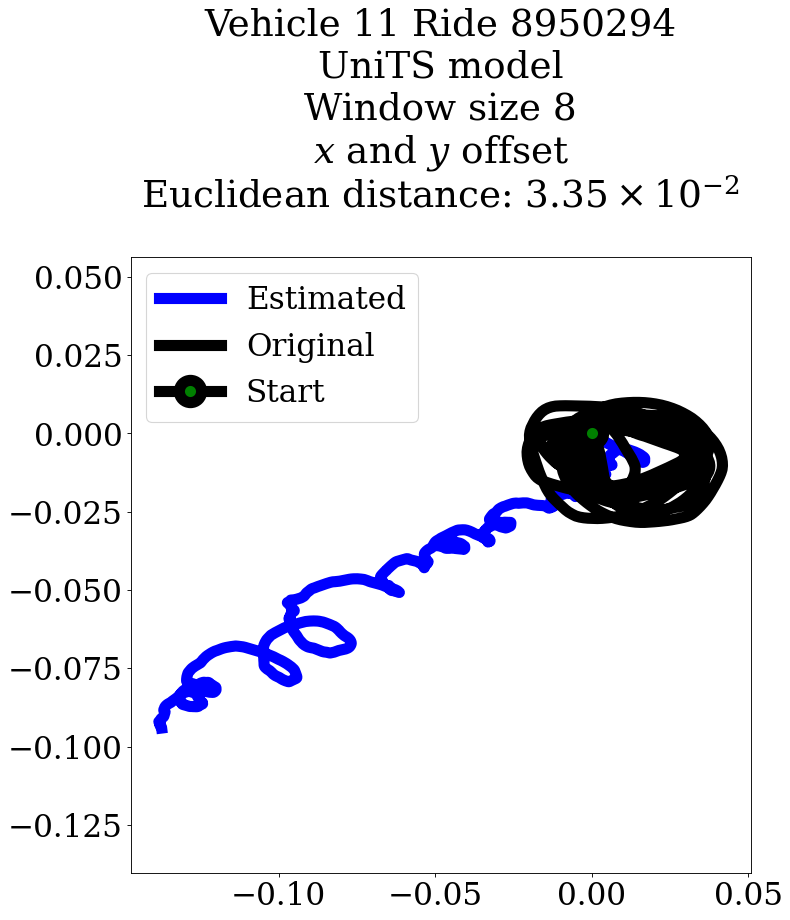 Vehicle 11 Ride 8950294
UniTS model
Window size 8
x and y offset
Euclidean distance: 3.35 × 10⁻²
Estimated
Original
Start
0.050
0.025
0.000
−0.025
−0.050
−0.075
−0.100
−0.125
−0.10
−0.05
0.00
0.05